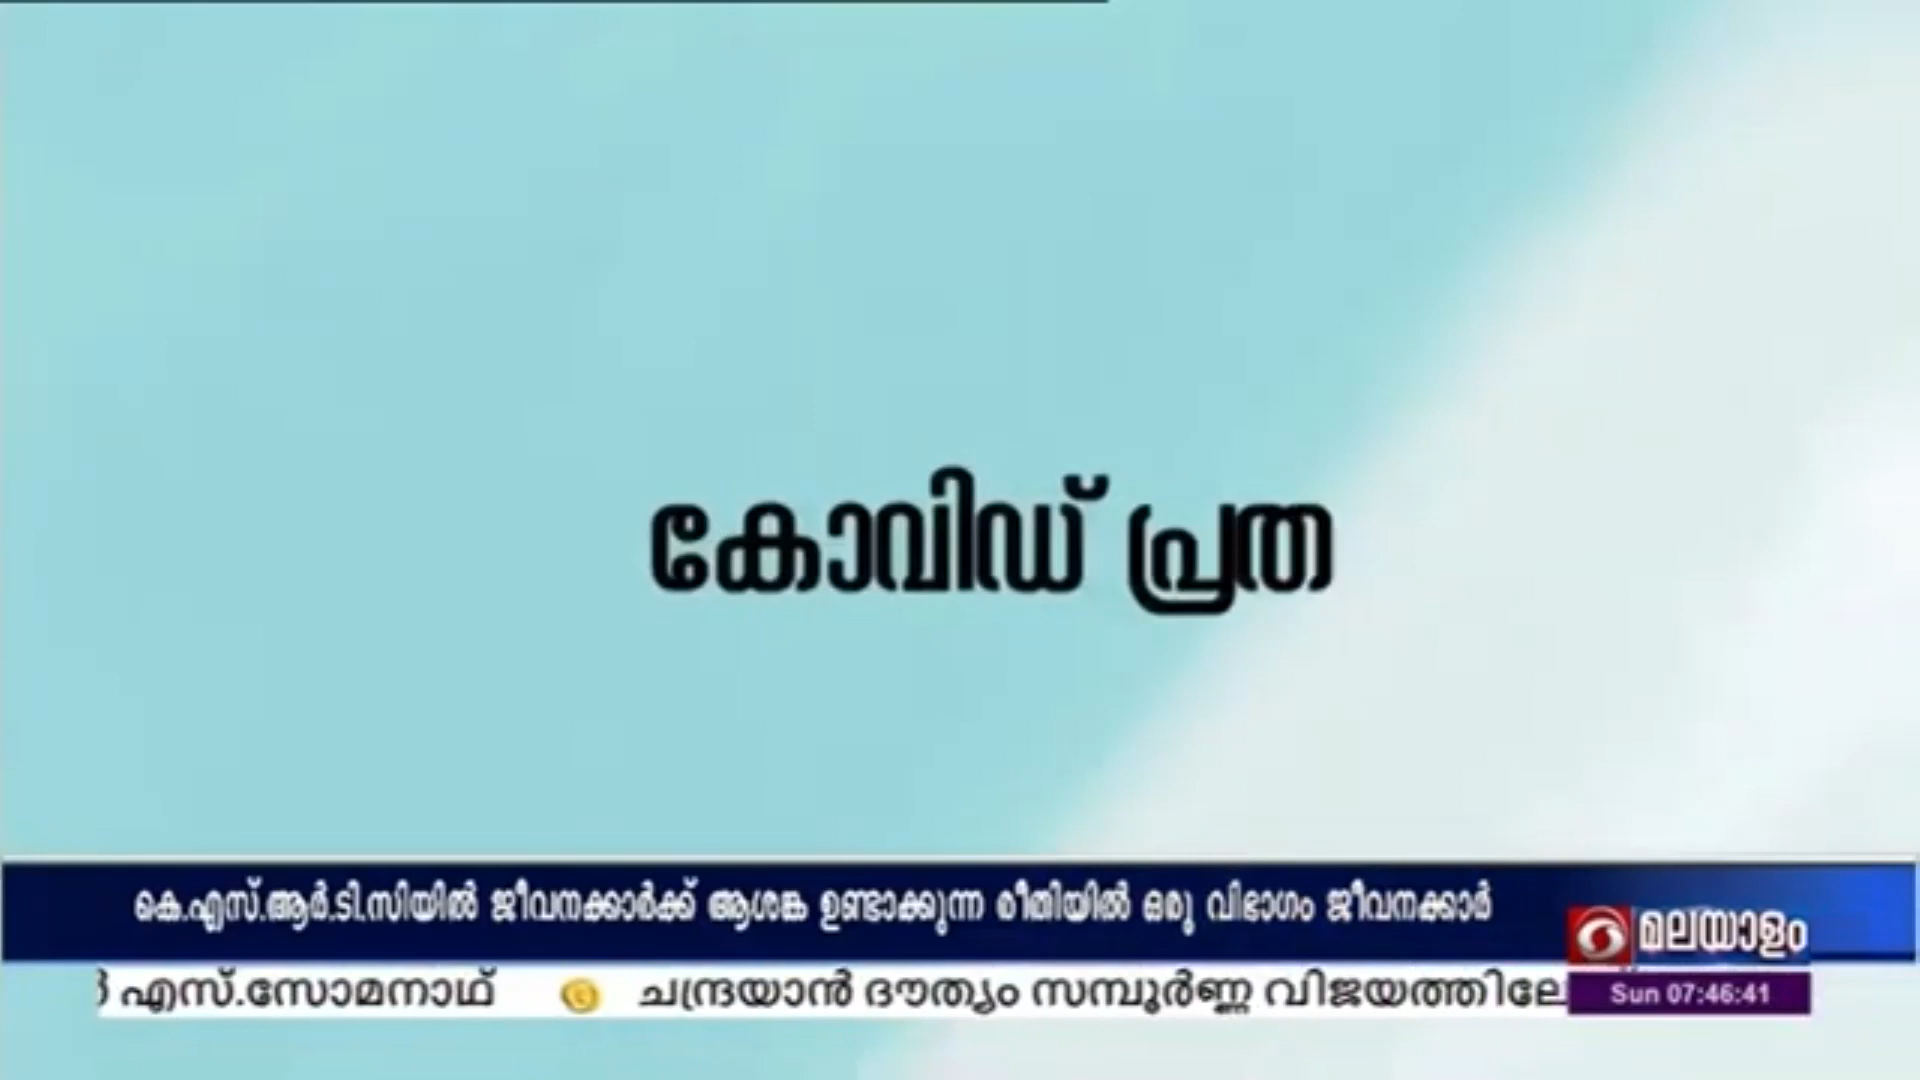 കോവിഡ് പ്രത
കെ.എസ്.ആർ.ടി.സിയിൽ ജീവനക്കാർക്ക് ആശങ്ക ഉണ്ടാക്കുന്ന രീതിയിൽ ഒരു വിഭാഗം ജീവനക്കാർ
മലയാളം
എസ്.സോമനാഥ് ചന്ദ്രയാൻ ദൗത്യം സമ്പൂർണ്ണ വിജയത്തിലേ
Sun 07:46:41